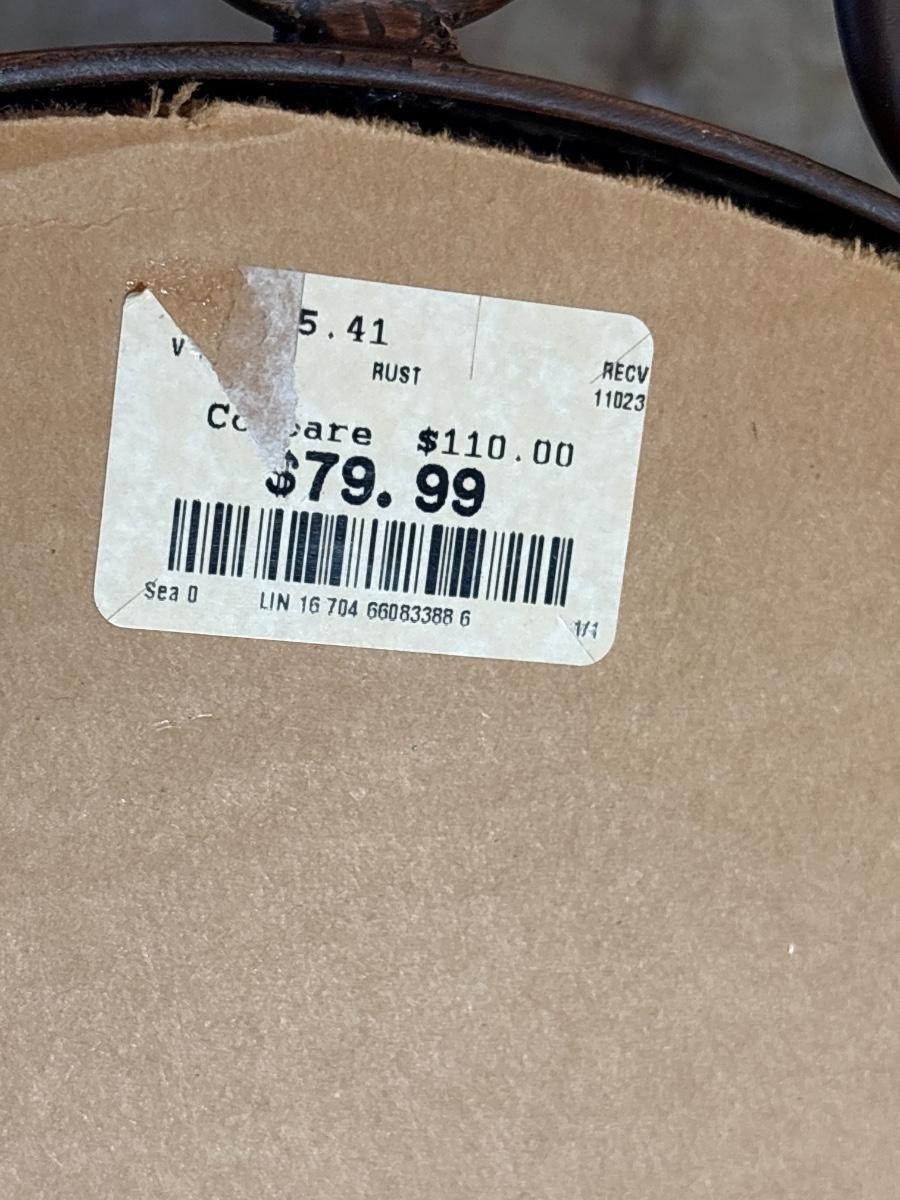 5.41
V
RUST
RECV
11023
$110.00
$79.99
Sea 0 LIN 16 704 66083388 6 1/1